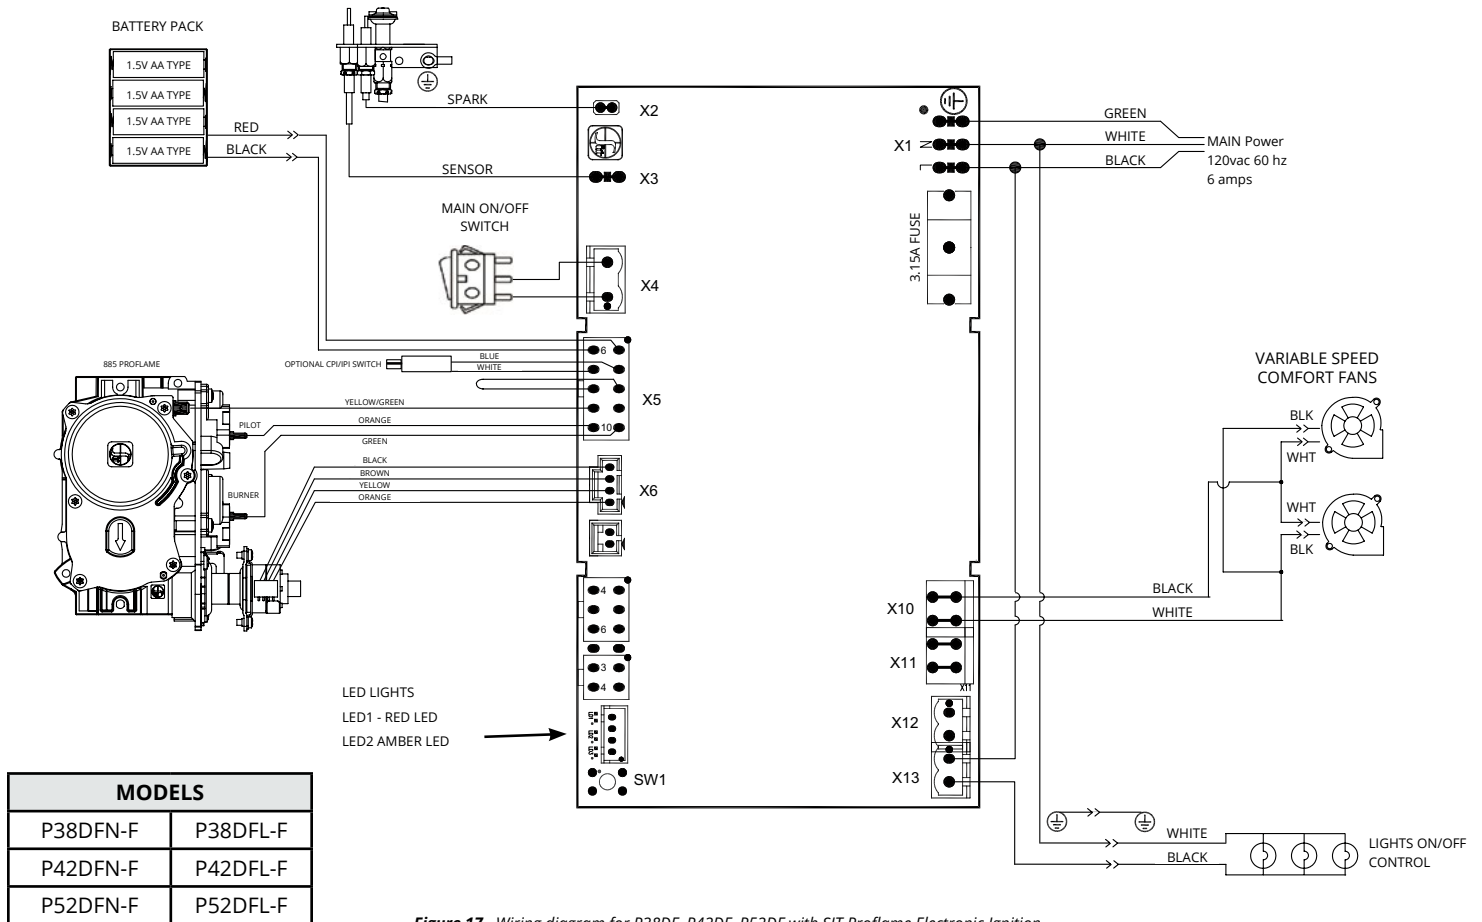 BATTERY PACK
1.5V AA TYPE
1.5V AA TYPE
1.5V AA TYPE
1.5V AA TYPE
RED
BLACK
SPARK
SENSOR
X2
X3
MAIN ON/OFF
SWITCH
X4
X1
N
L
GREEN
WHITE
BLACK
MAIN Power
120vac 60 hz
6 amps
3.15A FUSE
885 PROFLAME
OPTIONAL CPI/IPI SWITCH
BLUE
WHITE
6
X5
YELLOW/GREEN
PILOT
ORANGE
10
GREEN
BLACK
BROWN
YELLOW
ORANGE
X6
BURNER
VARIABLE SPEED
COMFORT FANS
BLK
WHT
WHT
BLK
X10
BLACK
WHITE
X11
X11
4
6
3
4
X12
X13
LED LIGHTS
LED1 - RED LED
LED2 AMBER LED
SW1
WHITE
BLACK
LIGHTS ON/OFF
CONTROL
MODELS
P38DFN-F P38DFL-F
P42DFN-F P42DFL-F
P52DFN-F P52DFL-F